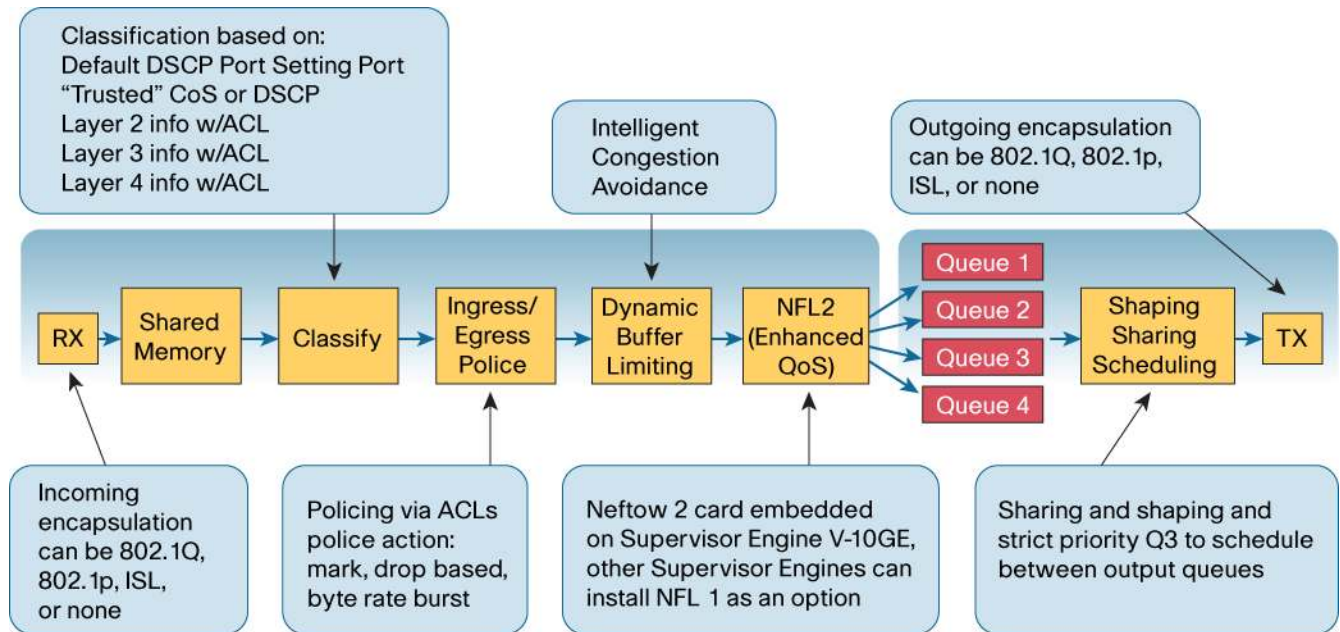 Classification based on:
Default DSCP Port Setting Port
“Trusted” CoS or DSCP
Layer 2 info w/ACL
Layer 3 info w/ACL
Layer 4 info w/ACL
Intelligent
Congestion
Avoidance
Outgoing encapsulation
can be 802.1Q, 802.1p,
ISL, or none
RX
Shared
Memory
Classify
Ingress/
Egress
Police
Dynamic
Buffer
Limiting
NFL2
(Enhanced
QoS)
Queue 1
Queue 2
Queue 3
Queue 4
Shaping
Sharing
Scheduling
TX
Incoming
encapsulation
can be 802.1Q,
802.1p, ISL,
or none
Policing via ACLs
police action:
mark, drop based,
byte rate burst
Neftow 2 card embedded
on Supervisor Engine V-10GE,
other Supervisor Engines can
install NFL 1 as an option
Sharing and shaping and
strict priority Q3 to schedule
between output queues